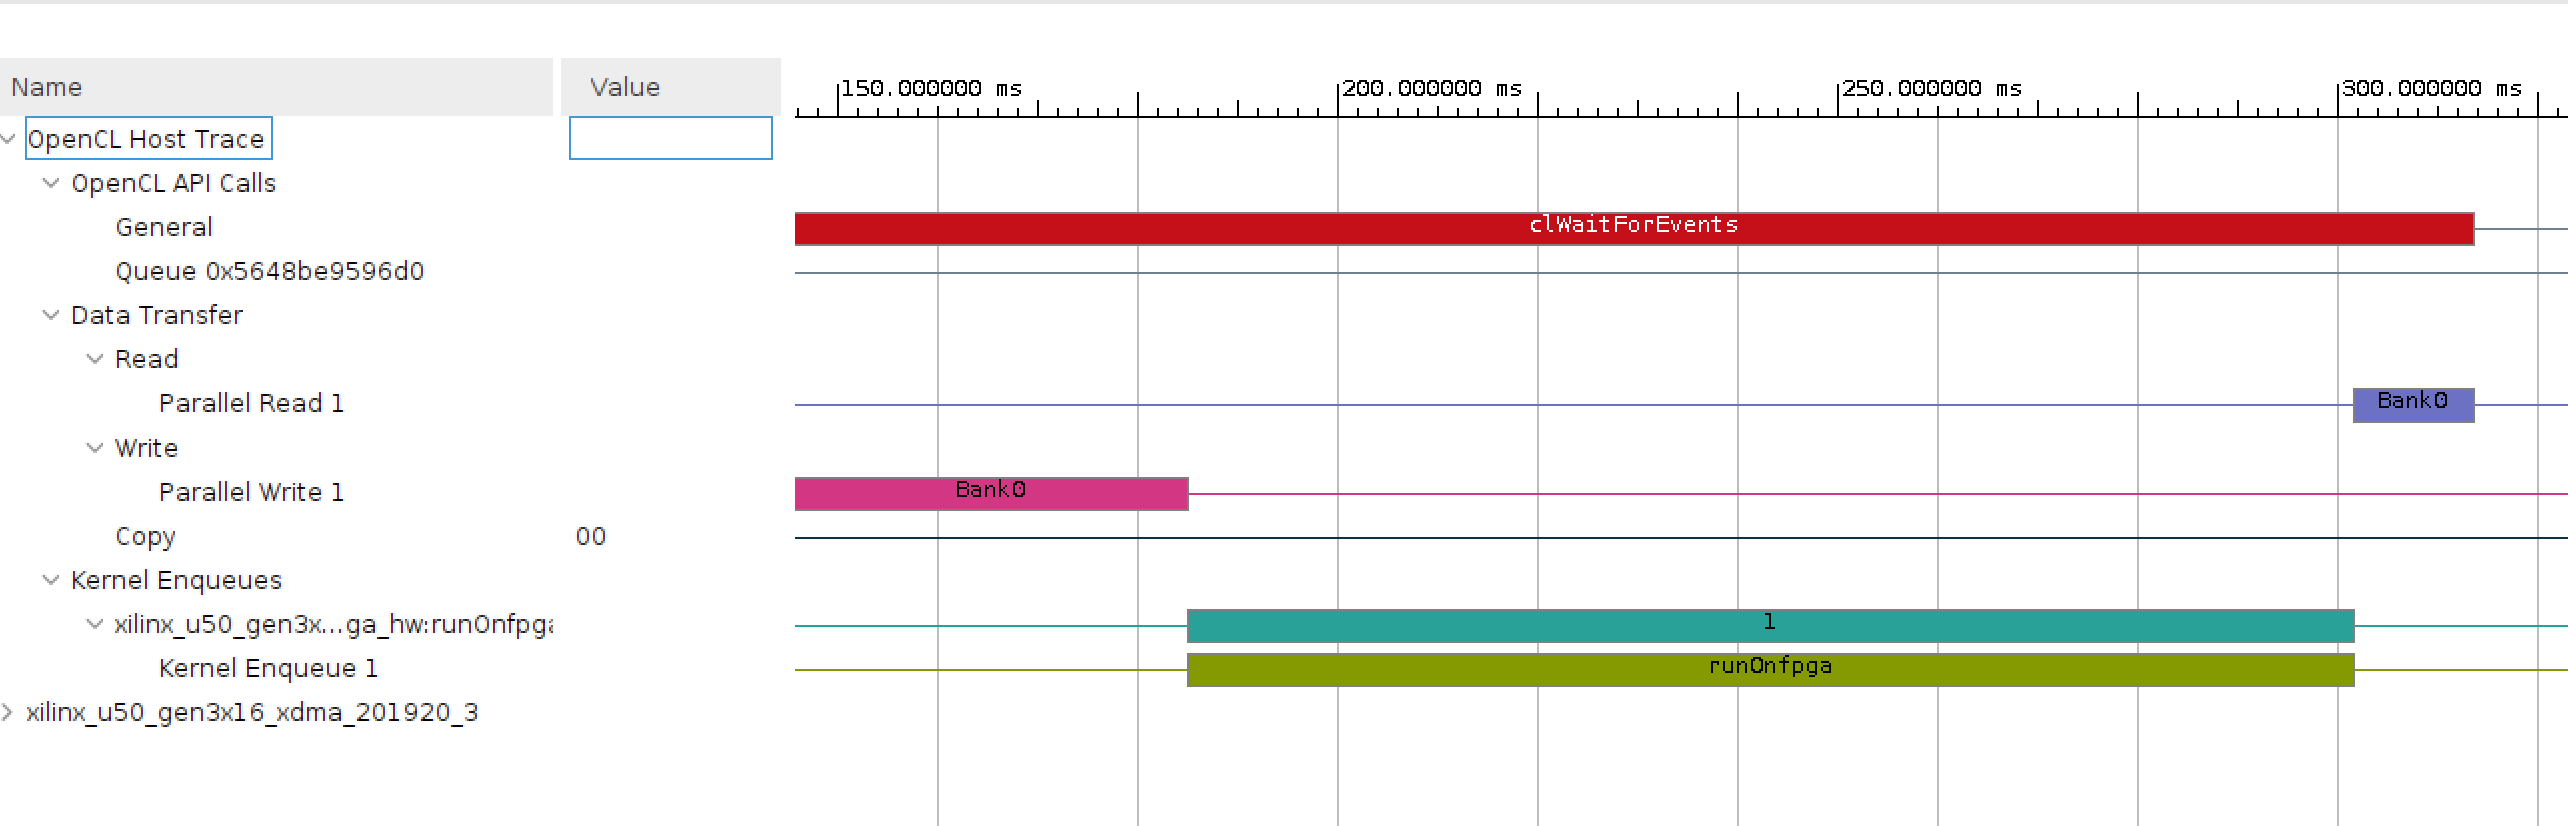 Name Value 150.000000 ms 200.000000 ms 250.000000 ms 300.000000 ms
OpenCL Host Trace
OpenCL API Calls
General clWaitForEvents
Queue 0x5648be9596d0
Data Transfer
Read
Parallel Read 1 Bank0
Write
Parallel Write 1 Bank0
Copy 00
Kernel Enqueues
xilinx_u50_gen3x...ga_hw:runOnfpga 1
Kernel Enqueue 1 runOnfpga
xilinx_u50_gen3x16_xdma_201920_3